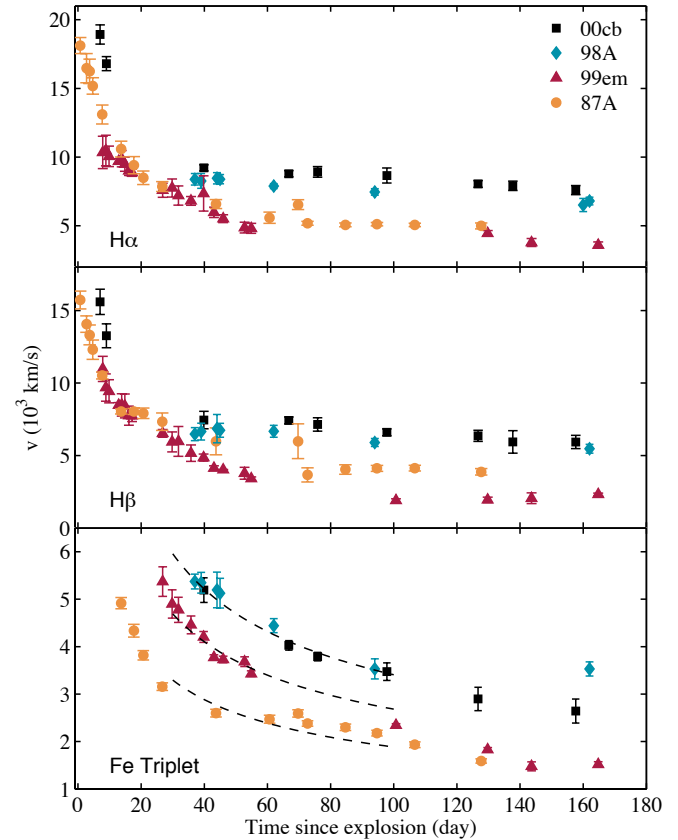 20
15
10
5
00cb
98A
99em
87A
Hα
v (10³ km/s)
15
10
5
0
Hβ
6
5
4
3
2
1
Fe Triplet
0 20 40 60 80 100 120 140 160 180
Time since explosion (day)